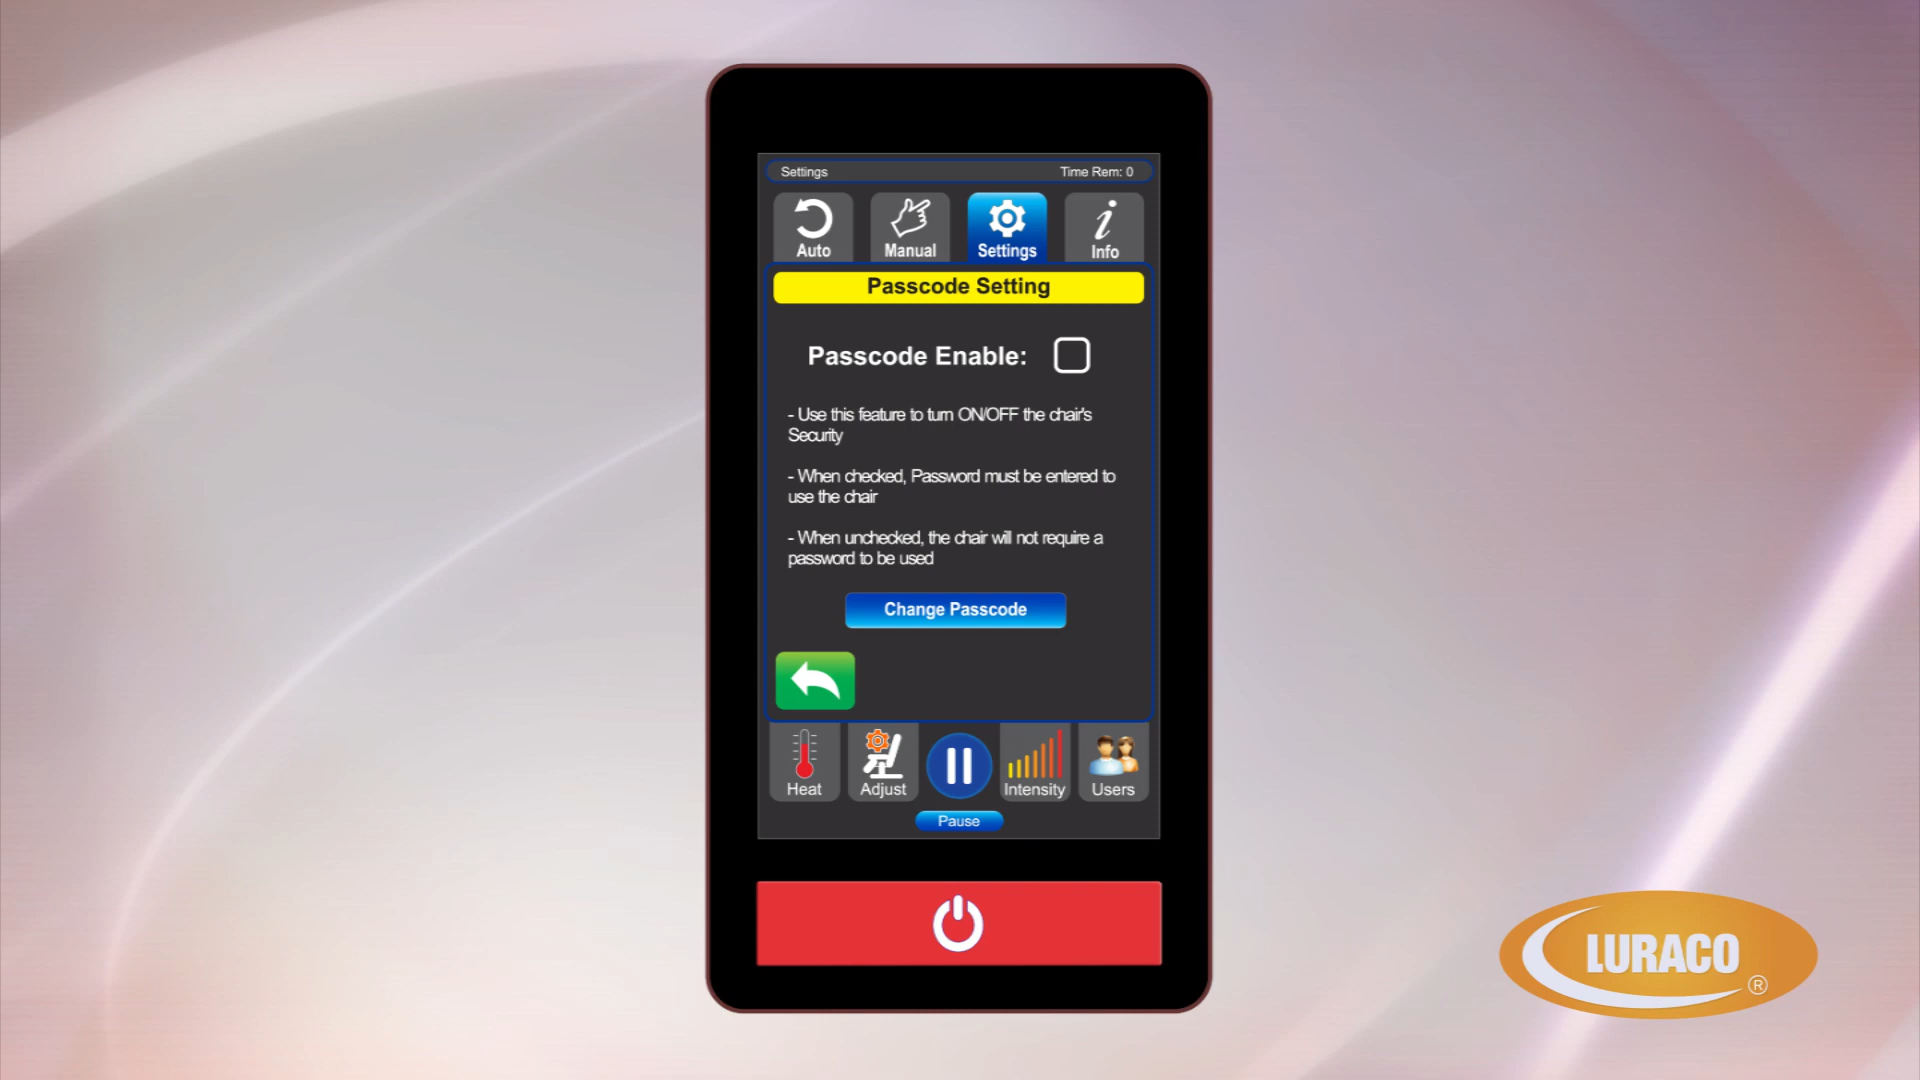 Settings
Time Rem: 0
Auto
Manual
Settings
Info
Passcode Setting
Passcode Enable:
- Use this feature to turn ON/OFF the chair's
Security
- When checked, Password must be entered to
use the chair
- When unchecked, the chair will not require a
password to be used
Change Passcode
Heat
Adjust
Intensity
Users
Pause
LURACO
®